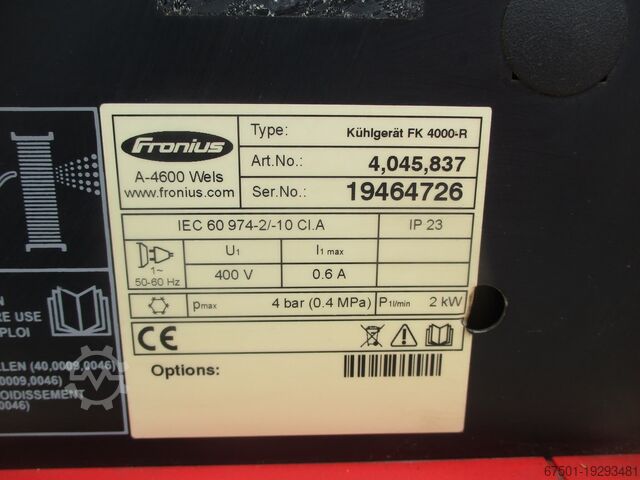 Fronius
A-4600 Wels
www.fronius.com
Type: Kühlgerät FK 4000-R
Art.No.: 4,045,837
Ser.No.: 19464726
IEC 60 974-2/-10 Cl.A IP 23
1~
50-60 Hz
U1 I1 max
400 V 0.6 A
pmax 4 bar (0.4 MPa) P1l/min 2 kW
CE
Options:
RE USE
PLOI
LLEN (40,0009,0046)
0009,0046)
OIDISSEMENT
0046)
67501-19293481